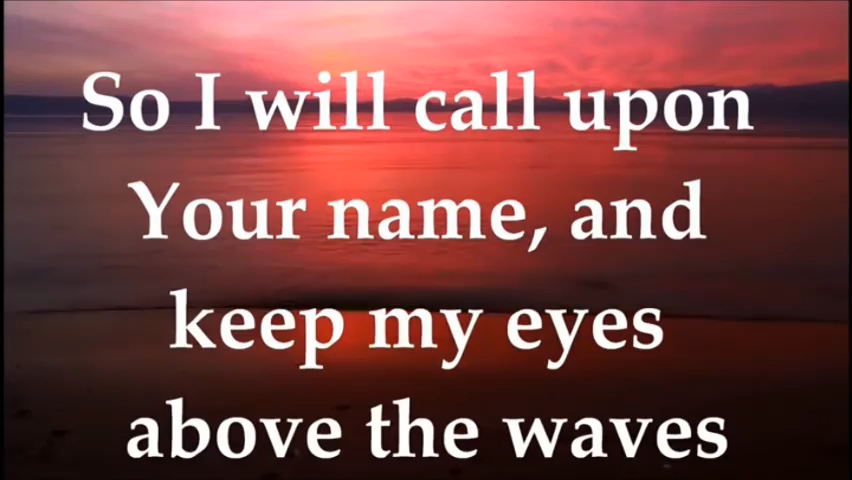 So I will call upon
Your name, and
keep my eyes
above the waves